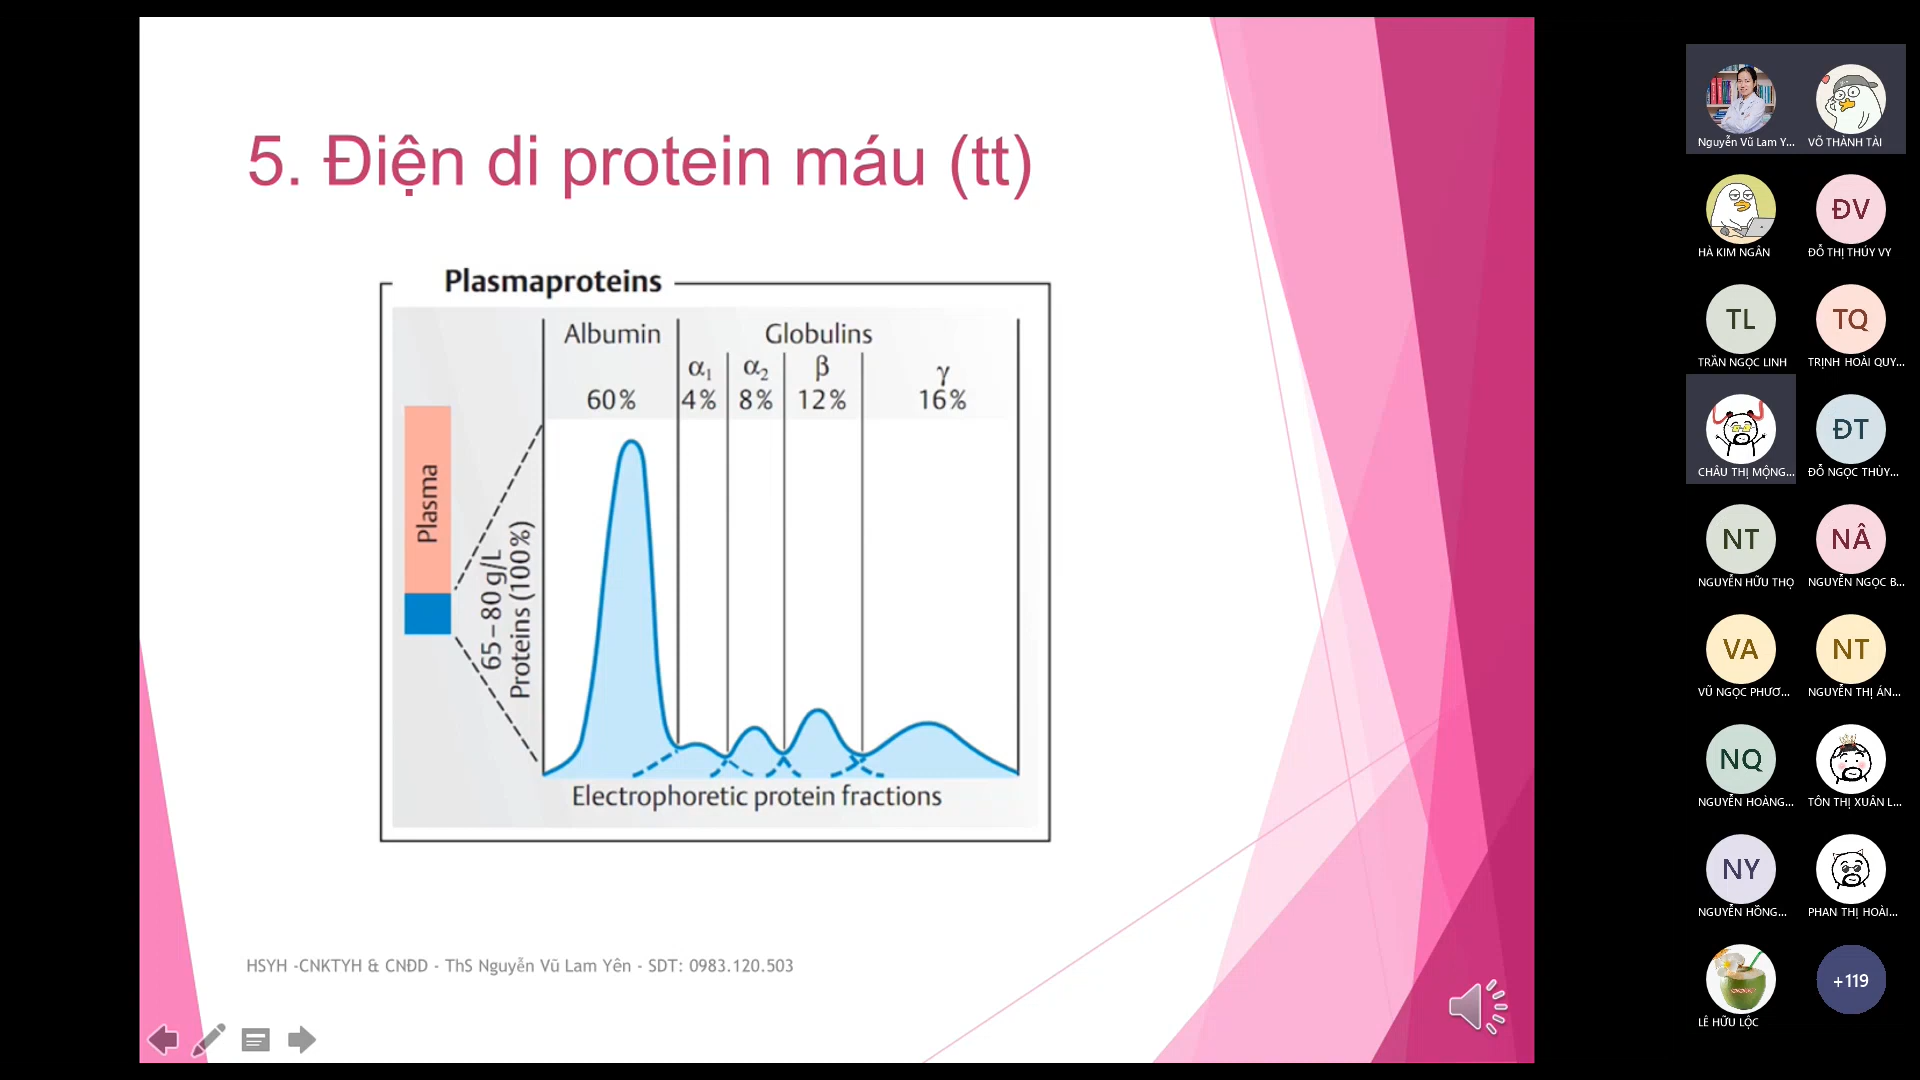 5. Điện di protein máu (tt)
Plasmaproteins
Albumin
Globulins
α1
α2
β
γ
60%
4%
8%
12%
16%
Plasma
65–80 g/L
Proteins (100%)
Electrophoretic protein fractions
HSYH -CNKTYH & CNĐD - ThS Nguyễn Vũ Lam Yên - SDT: 0983.120.503
Nguyễn Vũ Lam Y...
VÕ THÀNH TÀI
HÀ KIM NGÂN
ĐV
ĐỖ THỊ THÚY VY
TL
TRẦN NGỌC LINH
TQ
TRỊNH HOÀI QUY...
CHÂU THỊ MỘNG...
ĐT
ĐỖ NGỌC THÙY...
NT
NGUYỄN HỮU THỌ
NÂ
NGUYỄN NGỌC B...
VA
VŨ NGỌC PHƯƠ...
NT
NGUYỄN THỊ ÁN...
NQ
NGUYỄN HOÀNG...
TÔN THỊ XUÂN L...
NY
NGUYỄN HỒNG...
PHAN THỊ HOÀI...
LÊ HỮU LỘC
+119